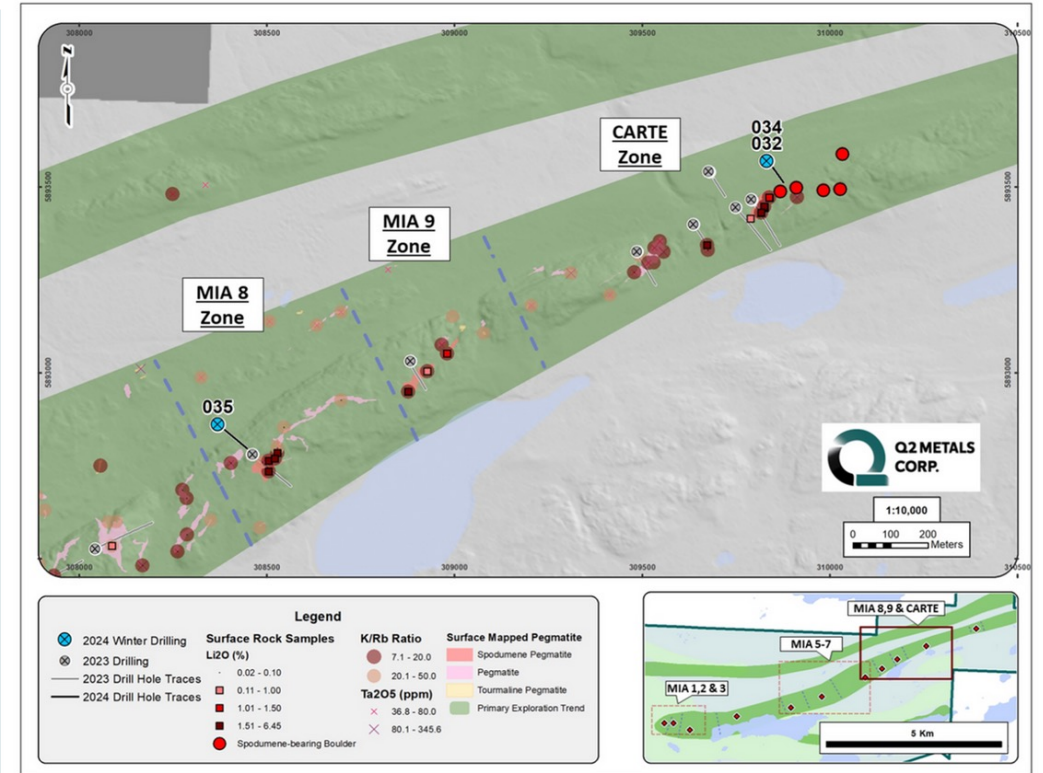 308000 308500 309000 309500 310000 310500
N
034
032
CARTE
Zone
5893500
5893500
MIA 9
Zone
MIA 8
Zone
5893000
5893000
035
Q2 METALS
CORP.
1:10,000
0 100 200
Meters
308000 308500 309000 309500 310000 310500
Legend
2024 Winter Drilling
2023 Drilling
2023 Drill Hole Traces
2024 Drill Hole Traces
Surface Rock Samples
Li2O (%)
0.02 - 0.10
0.11 - 1.00
1.01 - 1.50
1.51 - 6.45
Spodumene-bearing Boulder
K/Rb Ratio
7.1 - 20.0
20.1 - 50.0
Ta2O5 (ppm)
36.8 - 80.0
80.1 - 345.6
Surface Mapped Pegmatite
Spodumene Pegmatite
Pegmatite
Tourmaline Pegmatite
Primary Exploration Trend
MIA 8,9 & CARTE
MIA 5-7
MIA 1,2 & 3
5 Km